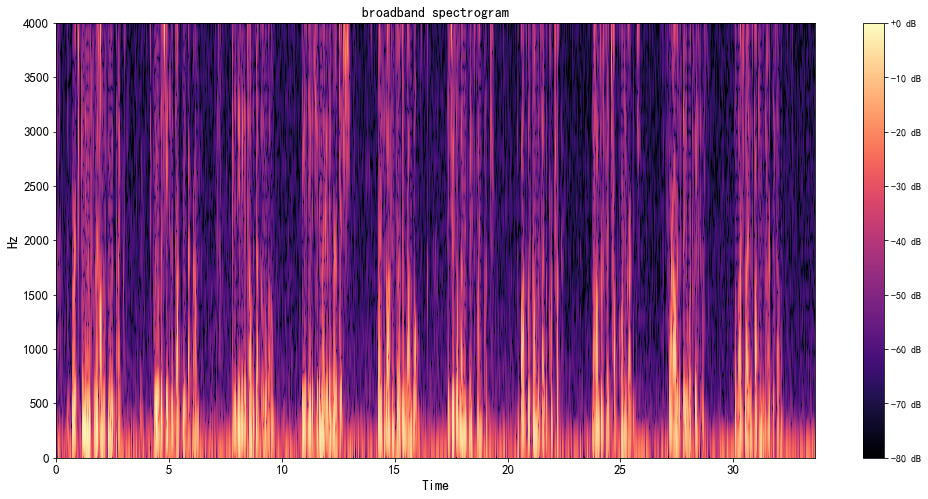 broadband spectrogram
4000
3500
3000
2500
2000
1500
1000
500
0
Hz
0 5 10 15 20 25 30
Time
+0 dB
-10 dB
-20 dB
-30 dB
-40 dB
-50 dB
-60 dB
-70 dB
-80 dB